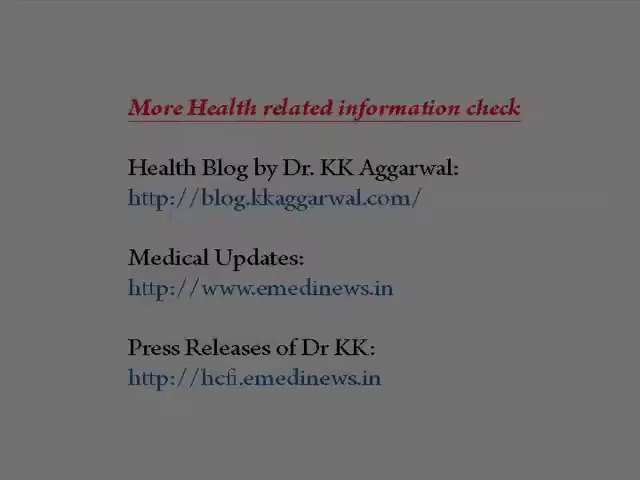 More Health related information check
Health Blog by Dr. KK Aggarwal:
http://blog.kkaggarwal.com/
Medical Updates:
http://www.emedinews.in
Press Releases of Dr KK:
http://hcfi.emedinews.in